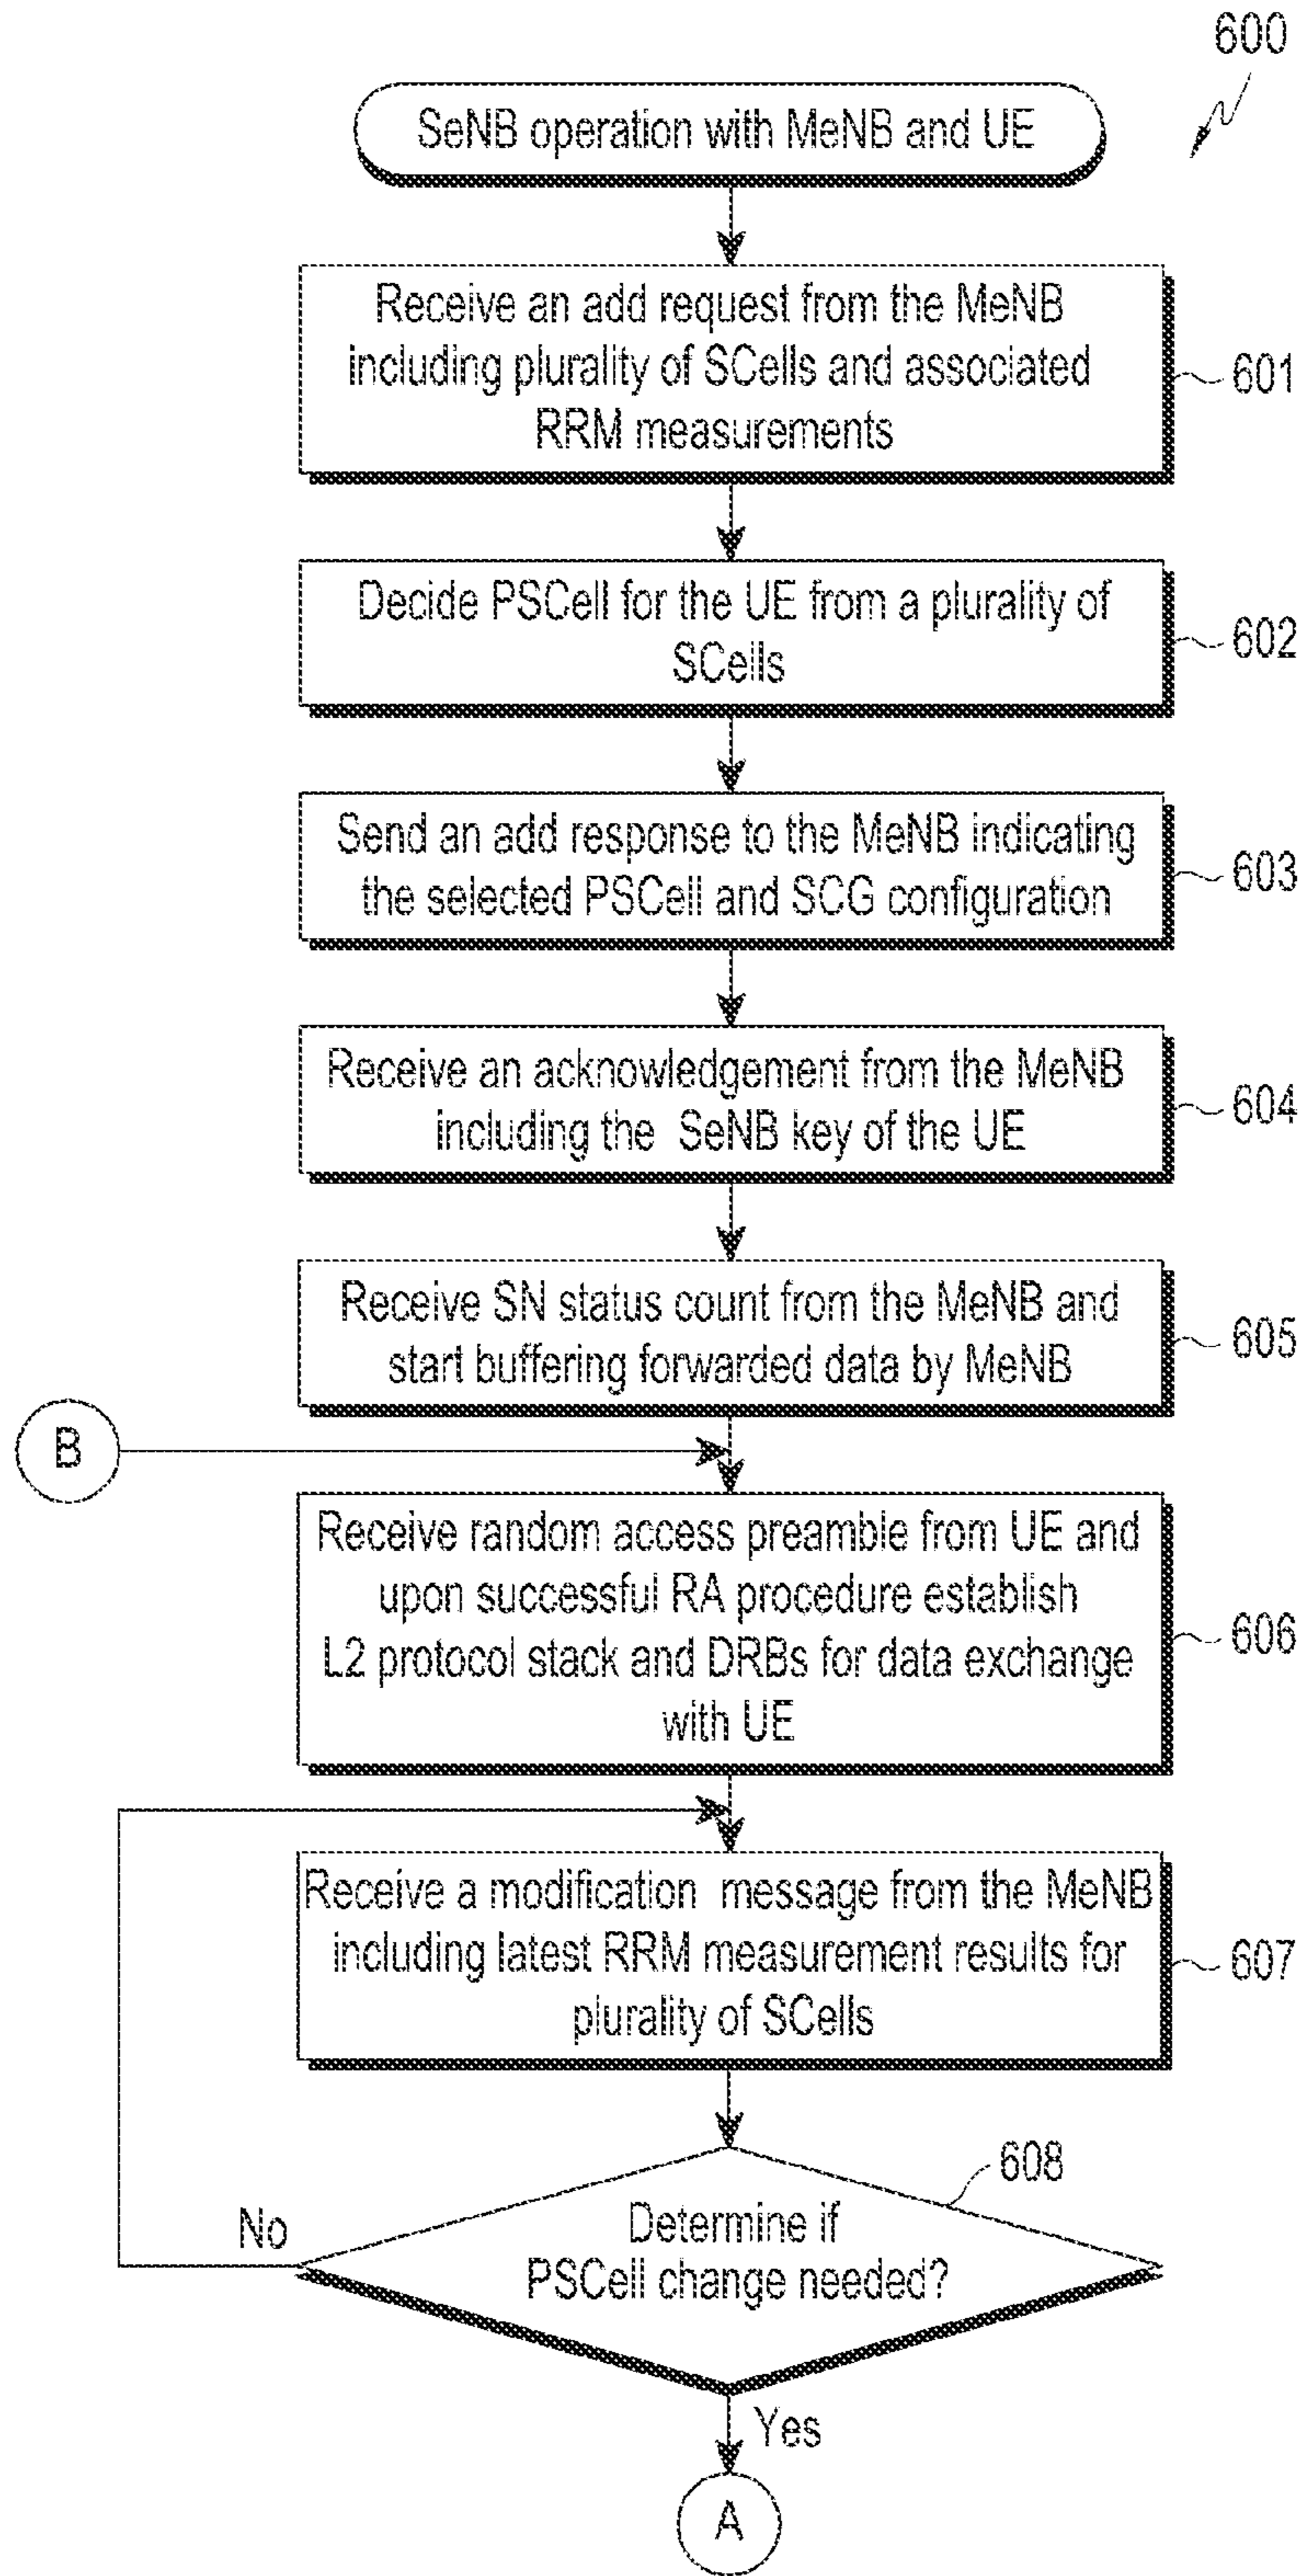 600
SeNB operation with MeNB and UE
Receive an add request from the MeNB
including plurality of SCells and associated
RRM measurements
601
Decide PSCell for the UE from a plurality of
SCells
602
Send an add response to the MeNB indicating
the selected PSCell and SCG configuration
603
Receive an acknowledgement from the MeNB
including the SeNB key of the UE
604
Receive SN status count from the MeNB and
start buffering forwarded data by MeNB
605
B
Receive random access preamble from UE and
upon successful RA procedure establish
L2 protocol stack and DRBs for data exchange
with UE
606
Receive a modification message from the MeNB
including latest RRM measurement results for
plurality of SCells
607
608
No
Determine if
PSCell change needed?
Yes
A